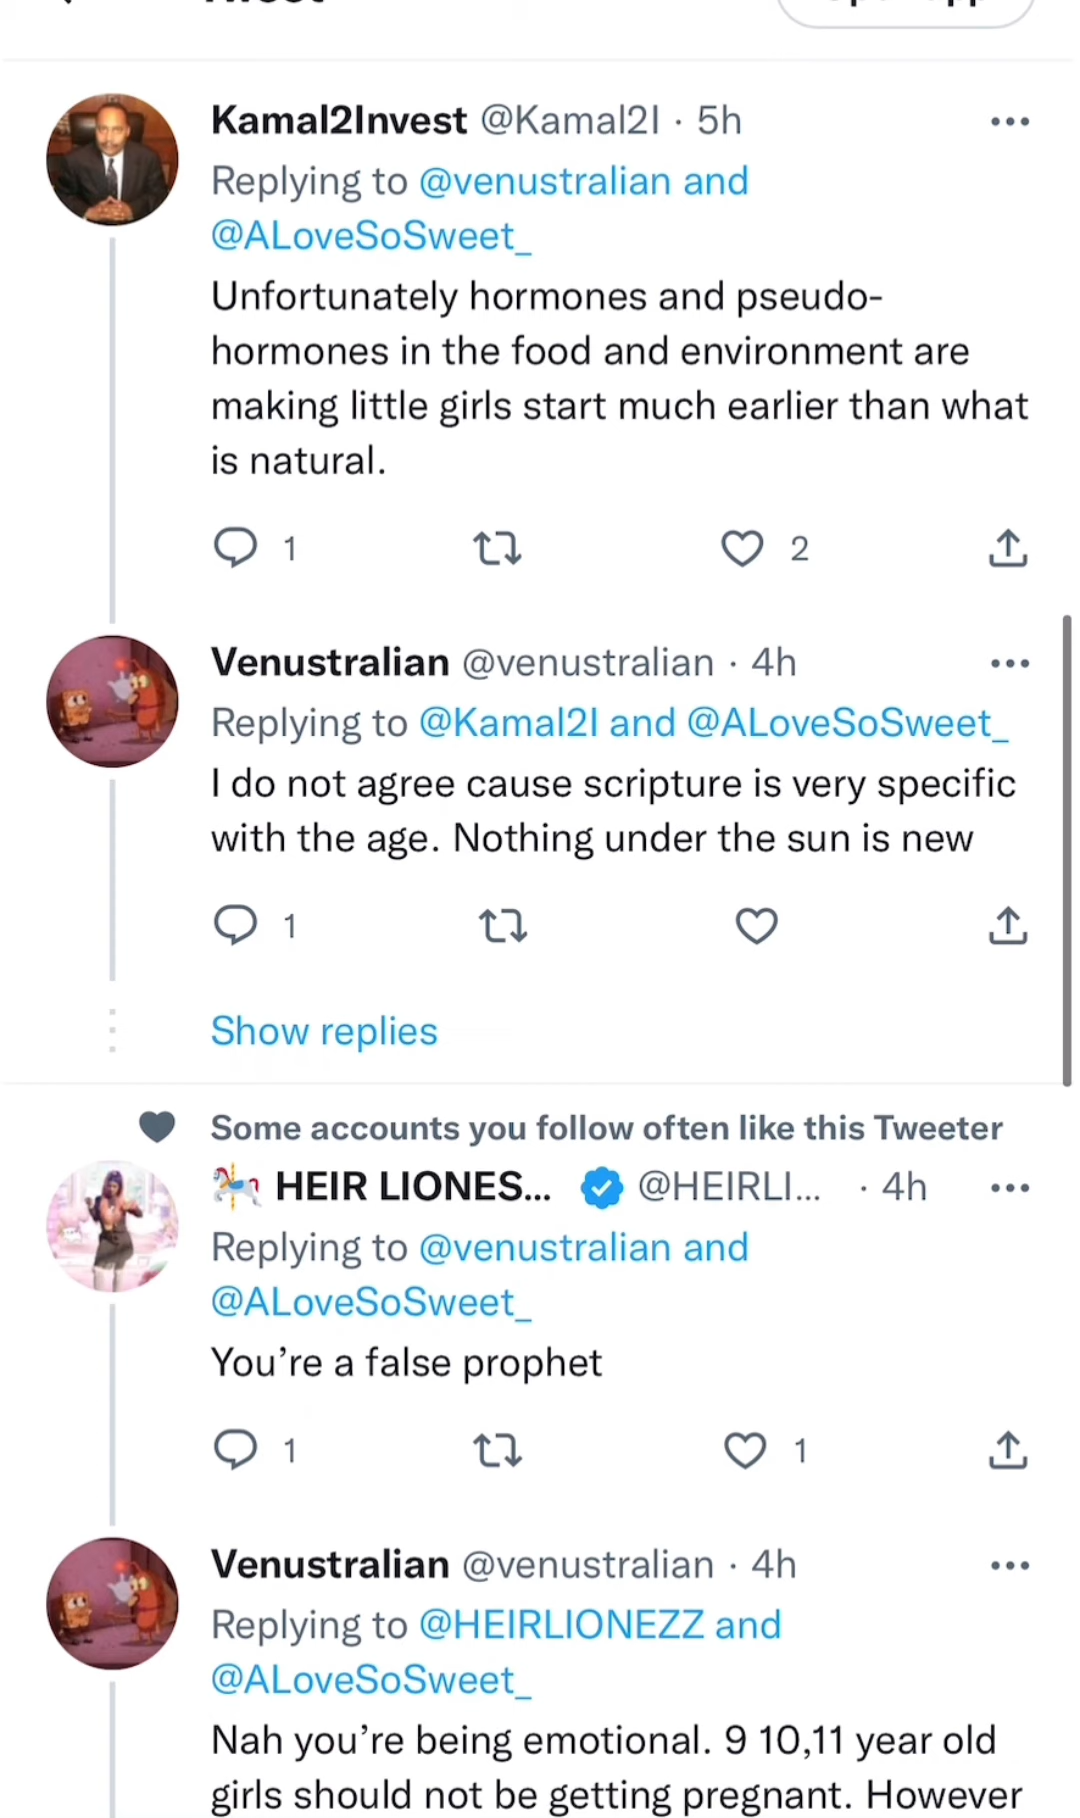 Kamal2Invest @Kamal2I · 5h
Replying to @venustralian and
@ALoveSoSweet_
Unfortunately hormones and pseudo-
hormones in the food and environment are
making little girls start much earlier than what
is natural.
1 2
Venustralian @venustralian · 4h
Replying to @Kamal2I and @ALoveSoSweet_
I do not agree cause scripture is very specific
with the age. Nothing under the sun is new
1
Show replies
Some accounts you follow often like this Tweeter
HEIR LIONES... @HEIRLI... · 4h
Replying to @venustralian and
@ALoveSoSweet_
You’re a false prophet
1 1
Venustralian @venustralian · 4h
Replying to @HEIRLIONEZZ and
@ALoveSoSweet_
Nah you’re being emotional. 9 10,11 year old
girls should not be getting pregnant. However